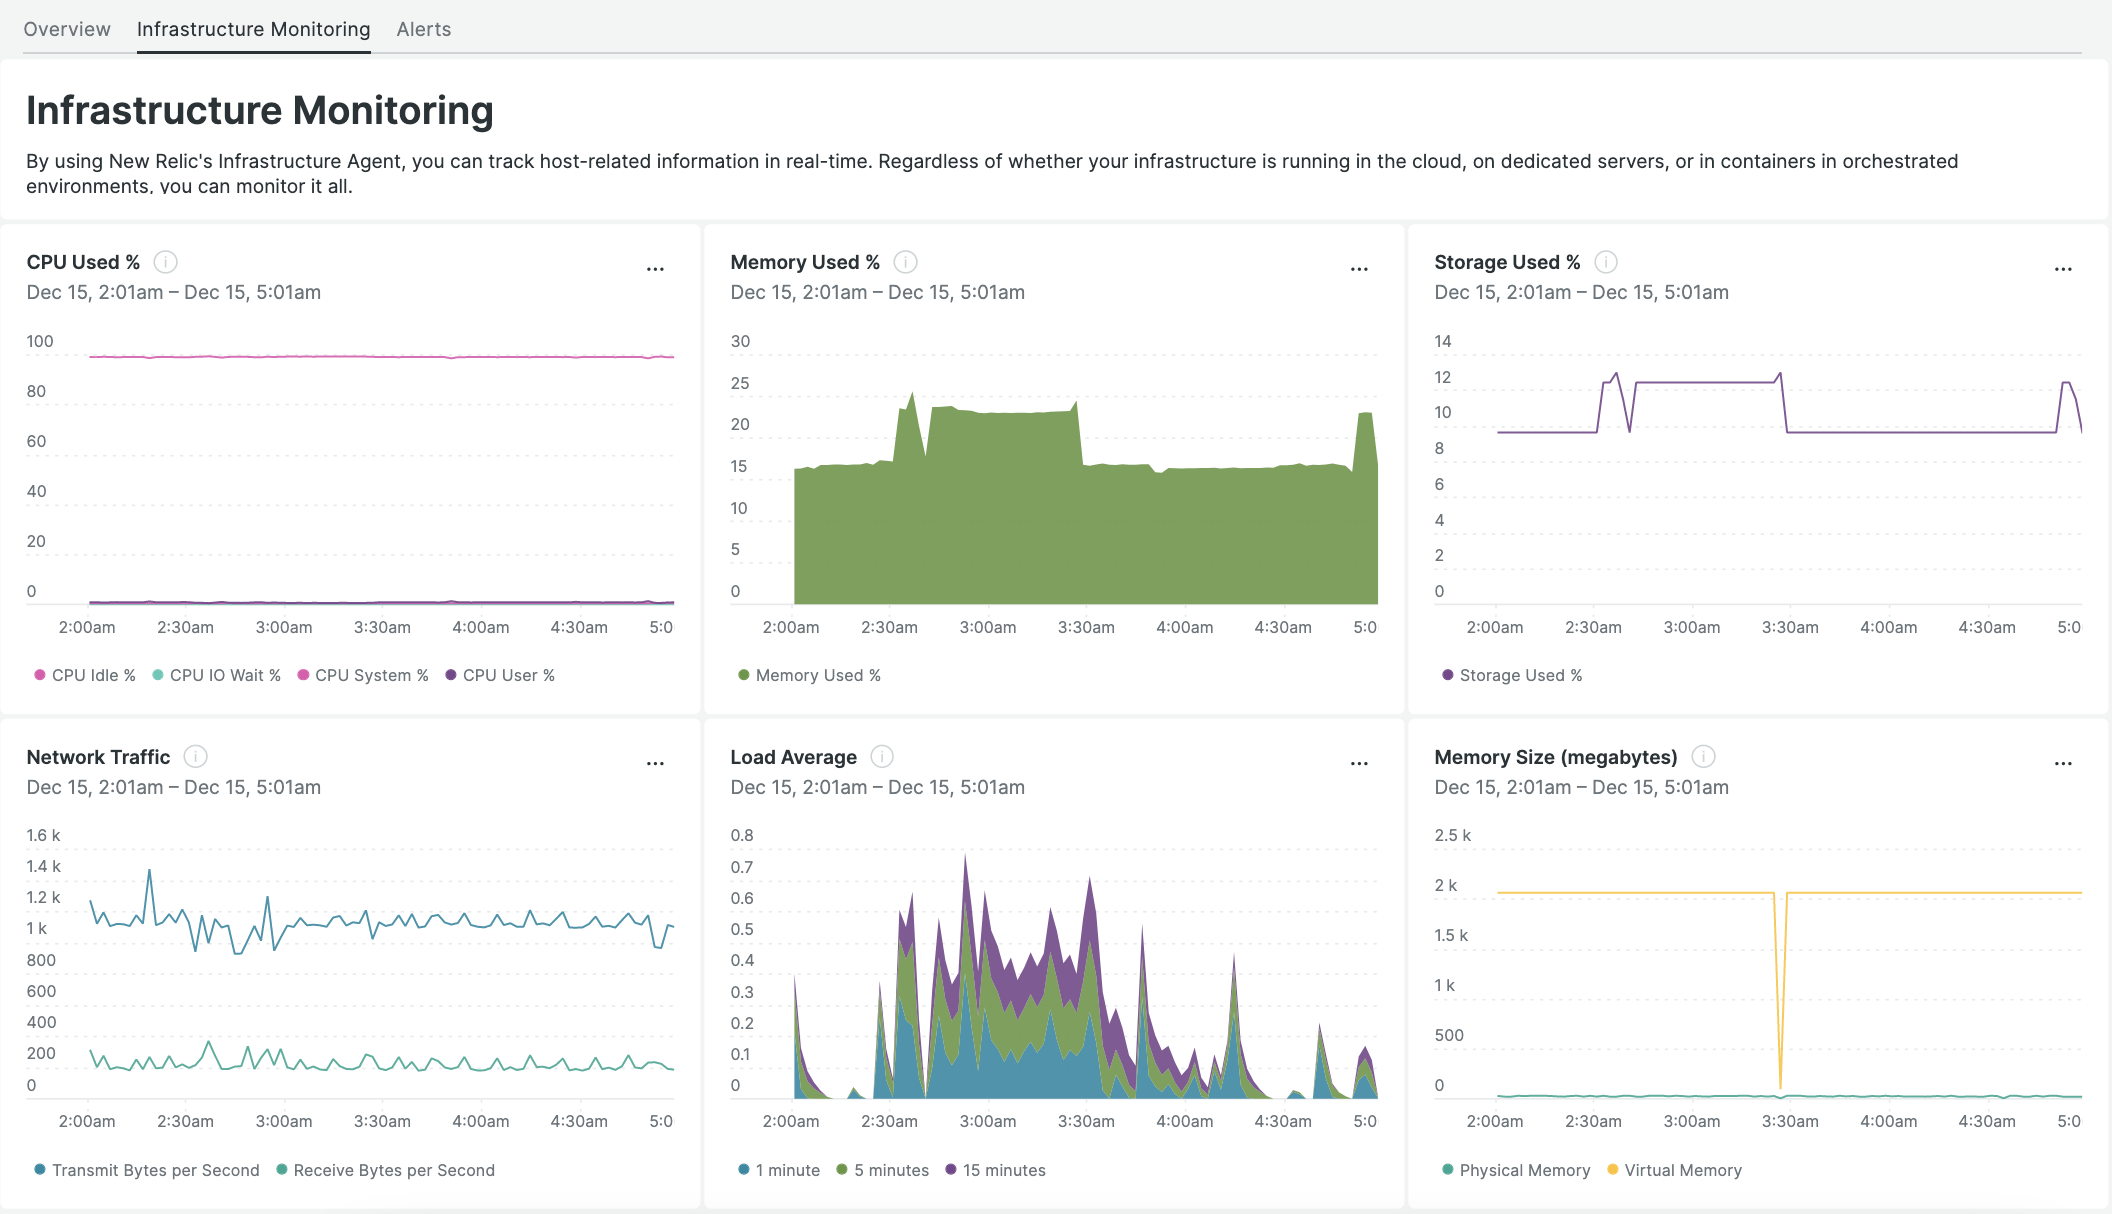 Overview Infrastructure Monitoring Alerts
Infrastructure Monitoring
By using New Relic's Infrastructure Agent, you can track host-related information in real-time. Regardless of whether your infrastructure is running in the cloud, on dedicated servers, or in containers in orchestrated
environments, you can monitor it all.
CPU Used %
Dec 15, 2:01am – Dec 15, 5:01am
100
80
60
40
20
0
2:00am 2:30am 3:00am 3:30am 4:00am 4:30am 5:0
CPU Idle % CPU IO Wait % CPU System % CPU User %
Memory Used %
Dec 15, 2:01am – Dec 15, 5:01am
30
25
20
15
10
5
0
2:00am 2:30am 3:00am 3:30am 4:00am 4:30am 5:0
Memory Used %
Storage Used %
Dec 15, 2:01am – Dec 15, 5:01am
14
12
10
8
6
4
2
0
2:00am 2:30am 3:00am 3:30am 4:00am 4:30am 5:0
Storage Used %
Network Traffic
Dec 15, 2:01am – Dec 15, 5:01am
1.6 k
1.4 k
1.2 k
1 k
800
600
400
200
0
2:00am 2:30am 3:00am 3:30am 4:00am 4:30am 5:0
Transmit Bytes per Second Receive Bytes per Second
Load Average
Dec 15, 2:01am – Dec 15, 5:01am
0.8
0.7
0.6
0.5
0.4
0.3
0.2
0.1
0
2:00am 2:30am 3:00am 3:30am 4:00am 4:30am 5:0
1 minute 5 minutes 15 minutes
Memory Size (megabytes)
Dec 15, 2:01am – Dec 15, 5:01am
2.5 k
2 k
1.5 k
1 k
500
0
2:00am 2:30am 3:00am 3:30am 4:00am 4:30am 5:0
Physical Memory Virtual Memory